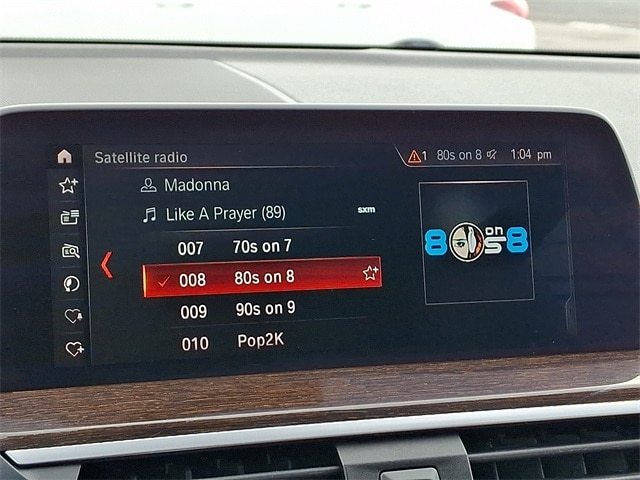 Satellite radio
1 80s on 8 1:04 pm
Madonna
Like A Prayer (89)
sxm
007 70s on 7
008 80s on 8
009 90s on 9
010 Pop2K
80s on 8